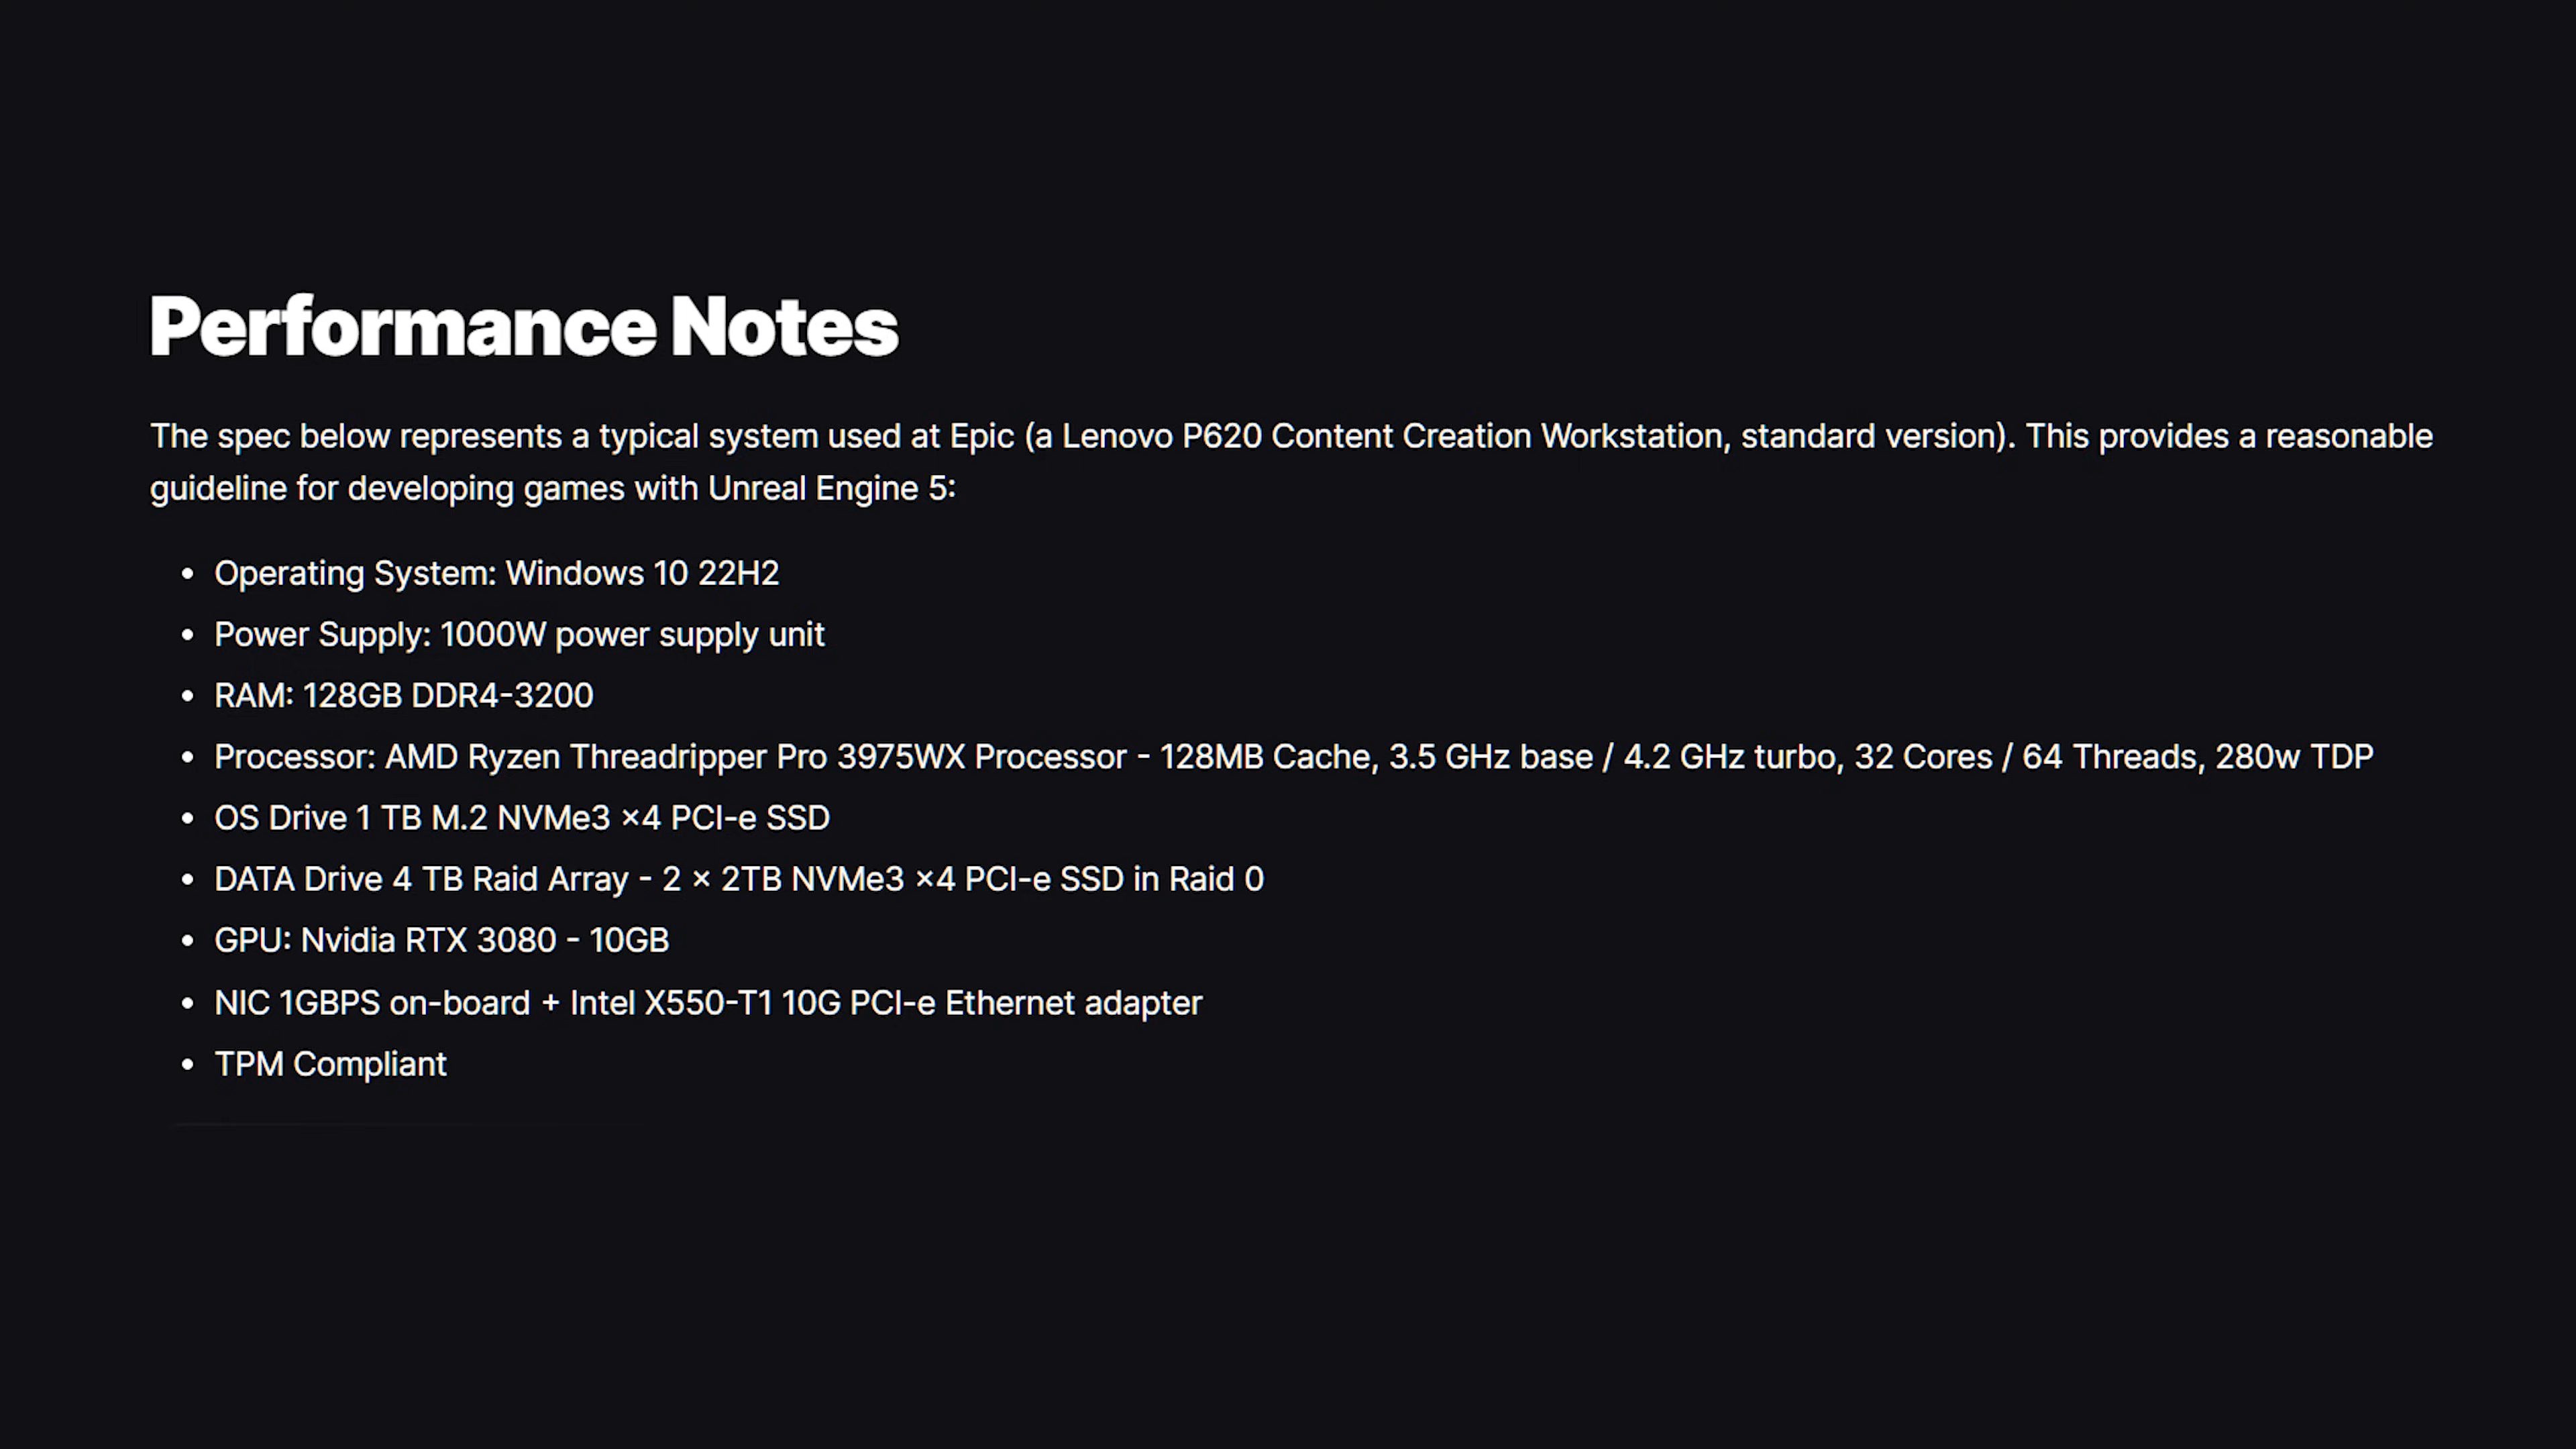 Performance Notes
The spec below represents a typical system used at Epic (a Lenovo P620 Content Creation Workstation, standard version). This provides a reasonable
guideline for developing games with Unreal Engine 5:
• Operating System: Windows 10 22H2
• Power Supply: 1000W power supply unit
• RAM: 128GB DDR4-3200
• Processor: AMD Ryzen Threadripper Pro 3975WX Processor - 128MB Cache, 3.5 GHz base / 4.2 GHz turbo, 32 Cores / 64 Threads, 280w TDP
• OS Drive 1 TB M.2 NVMe3 ×4 PCI-e SSD
• DATA Drive 4 TB Raid Array - 2 × 2TB NVMe3 ×4 PCI-e SSD in Raid 0
• GPU: Nvidia RTX 3080 - 10GB
• NIC 1GBPS on-board + Intel X550-T1 10G PCI-e Ethernet adapter
• TPM Compliant